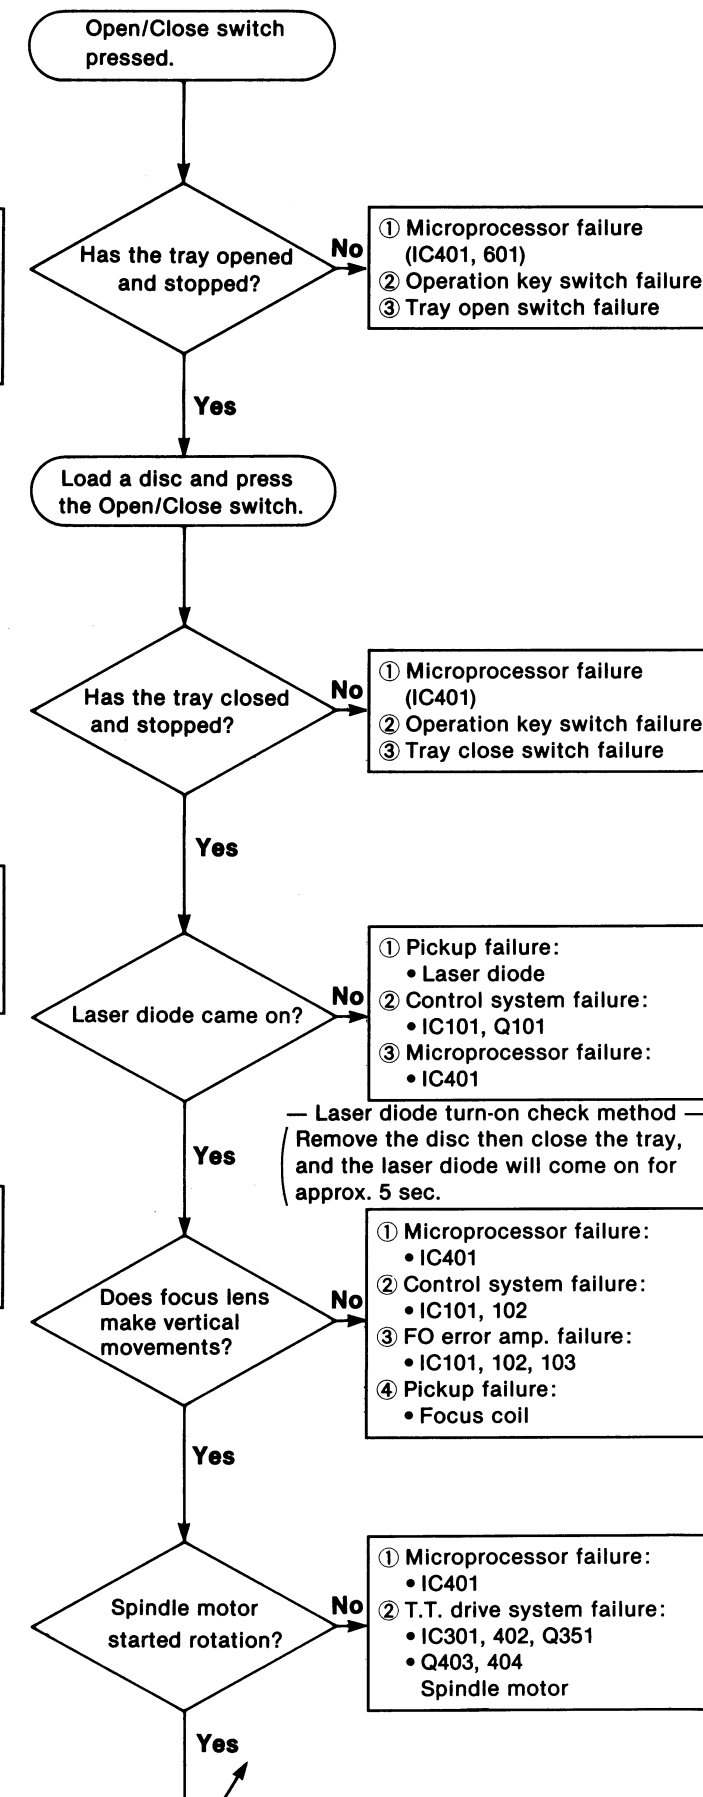 Open/Close switch
pressed.
Has the tray opened
and stopped?
No
① Microprocessor failure
(IC401, 601)
② Operation key switch failure
③ Tray open switch failure
Yes
Load a disc and press
the Open/Close switch.
Has the tray closed
and stopped?
No
① Microprocessor failure
(IC401)
② Operation key switch failure
③ Tray close switch failure
Yes
Laser diode came on?
No
① Pickup failure:
• Laser diode
② Control system failure:
• IC101, Q101
③ Microprocessor failure:
• IC401
— Laser diode turn-on check method —
Remove the disc then close the tray,
and the laser diode will come on for
approx. 5 sec.
Yes
Does focus lens
make vertical
movements?
No
① Microprocessor failure:
• IC401
② Control system failure:
• IC101, 102
③ FO error amp. failure:
• IC101, 102, 103
④ Pickup failure:
• Focus coil
Yes
Spindle motor
started rotation?
No
① Microprocessor failure:
• IC401
② T.T. drive system failure:
• IC301, 402, Q351
• Q403, 404
Spindle motor
Yes